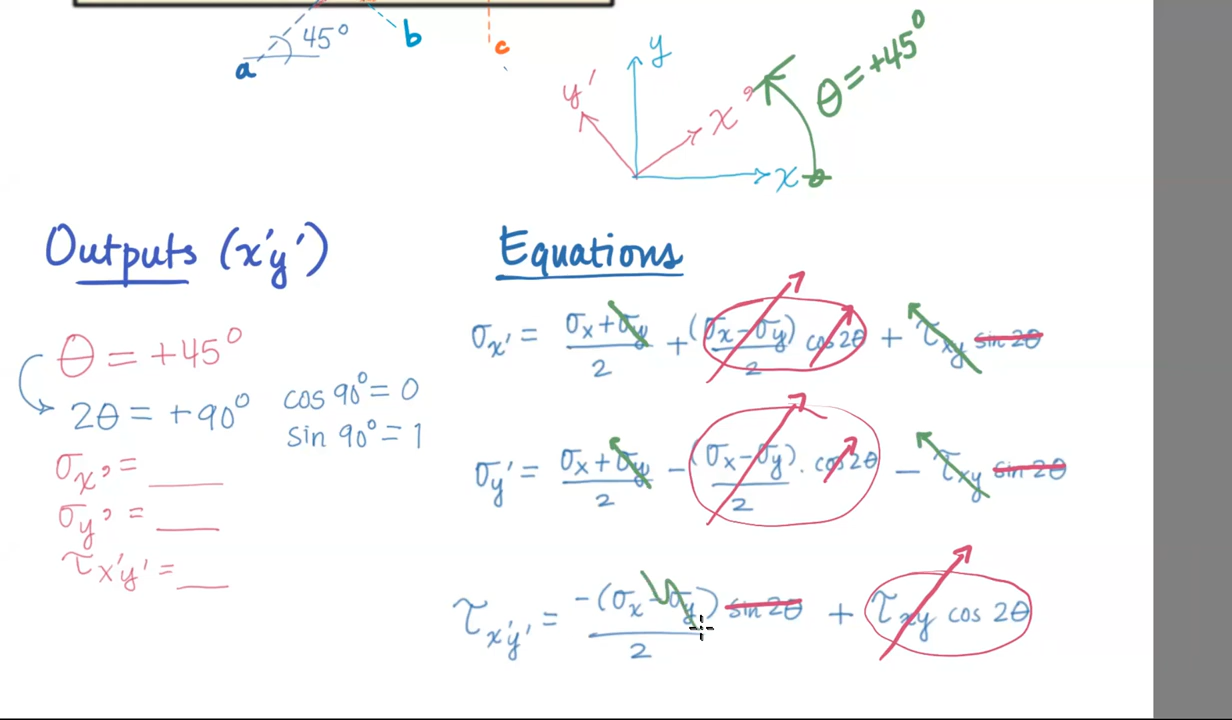 45°
a
b
c
y
y'
x'
x
θ = +45°
Outputs (x'y')
Equations
σx' = σx + σy / 2 + (σx − σy) / 2 cos 2θ + τxy sin 2θ
θ = +45°
2θ = +90°
cos 90° = 0
sin 90° = 1
σy' = σx + σy / 2 − (σx − σy) / 2 . cos 2θ − τxy sin 2θ
σx' = ____
σy' = ____
τx'y' = ____
τx'y' = −(σx − σy) / 2 sin 2θ + τxy cos 2θ